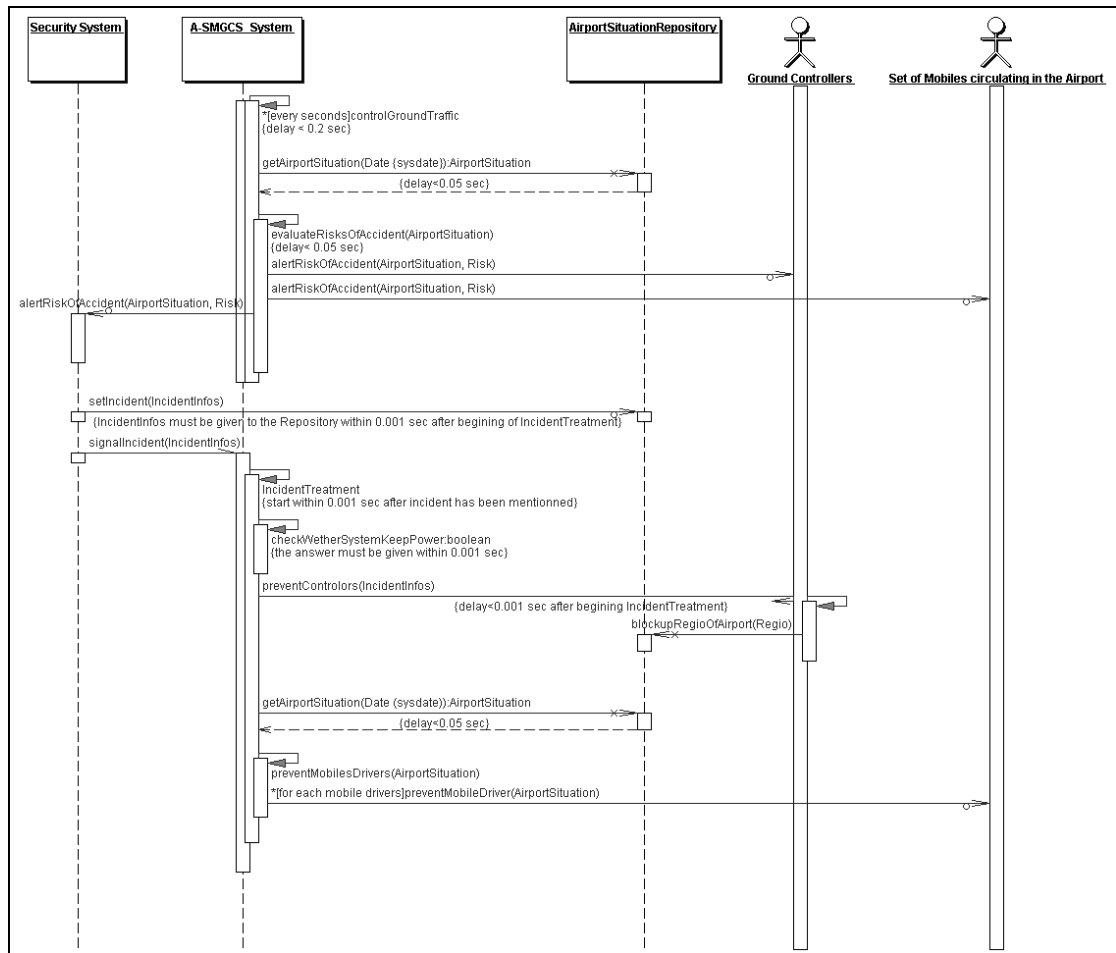 Security System
A-SMGCS_System
AirportSituationRepository
Ground Controllers
Set of Mobiles circulating in the Airport
*[every seconds]controlGroundTraffic
{delay < 0.2 sec}
getAirportSituation(Date {sysdate}):AirportSituation
{delay<0.05 sec}
evaluateRisksOfAccident(AirportSituation)
{delay< 0.05 sec}
alertRiskOfAccident(AirportSituation, Risk)
alertRiskOfAccident(AirportSituation, Risk)
alertRiskOfAccident(AirportSituation, Risk)
setIncident(IncidentInfos)
{IncidentInfos must be given to the Repository within 0.001 sec after begining of IncidentTreatment}
signalIncident(IncidentInfos)
IncidentTreatment
{start within 0.001 sec after incident has been mentionned}
checkWetherSystemKeepPower:boolean
{the answer must be given within 0.001 sec}
preventControlors(IncidentInfos)
{delay<0.001 sec after begining IncidentTreatment}
blockupRegioOfAirport(Regio)
getAirportSituation(Date (sysdate)):AirportSituation
{delay<0.05 sec}
preventMobilesDrivers(AirportSituation)
*[for each mobile drivers]preventMobileDriver(AirportSituation)